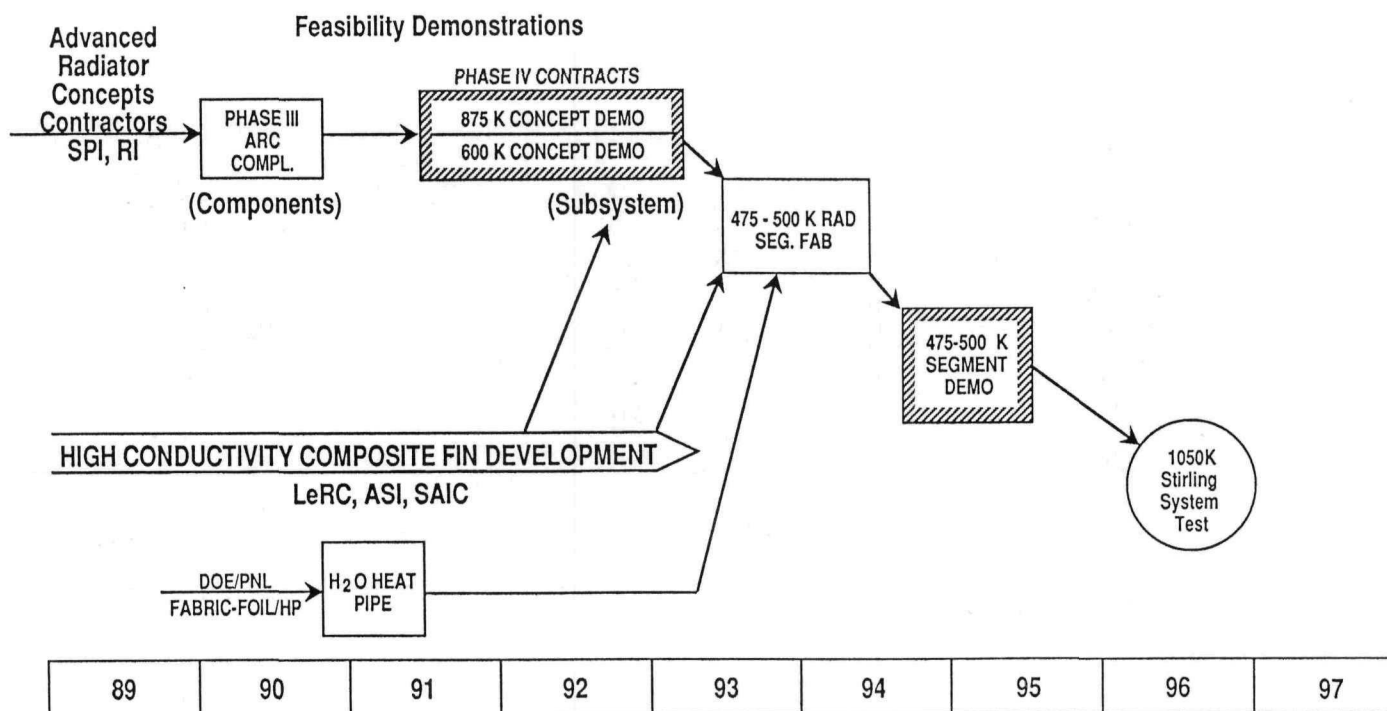 Feasibility Demonstrations
Advanced
Radiator
Concepts
Contractors
SPI, RI
PHASE III
ARC
COMPL.
(Components)
PHASE IV CONTRACTS
875 K CONCEPT DEMO
600 K CONCEPT DEMO
(Subsystem)
475 - 500 K RAD
SEG. FAB
475-500 K
SEGMENT
DEMO
1050K
Stirling
System
Test
HIGH CONDUCTIVITY COMPOSITE FIN DEVELOPMENT
LeRC, ASI, SAIC
DOE/PNL
FABRIC-FOIL/HP
H₂O HEAT
PIPE
89 90 91 92 93 94 95 96 97